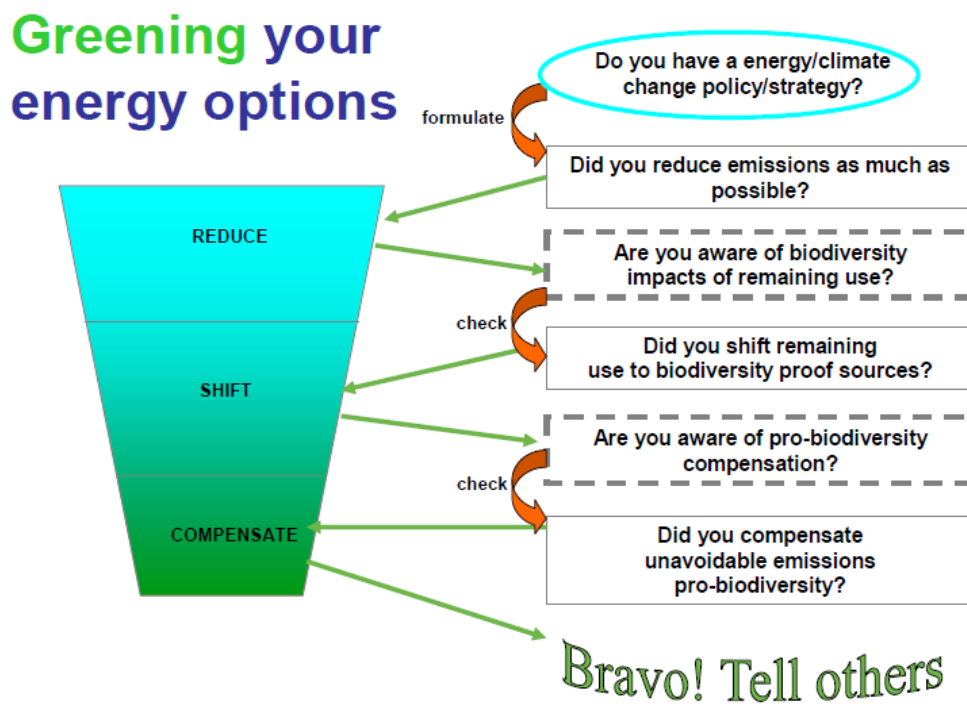 Greening your
energy options
Do you have a energy/climate
change policy/strategy?
formulate
Did you reduce emissions as much as
possible?
REDUCE
Are you aware of biodiversity
impacts of remaining use?
check
Did you shift remaining
use to biodiversity proof sources?
SHIFT
Are you aware of pro-biodiversity
compensation?
check
COMPENSATE
Did you compensate
unavoidable emissions
pro-biodiversity?
Bravo! Tell others